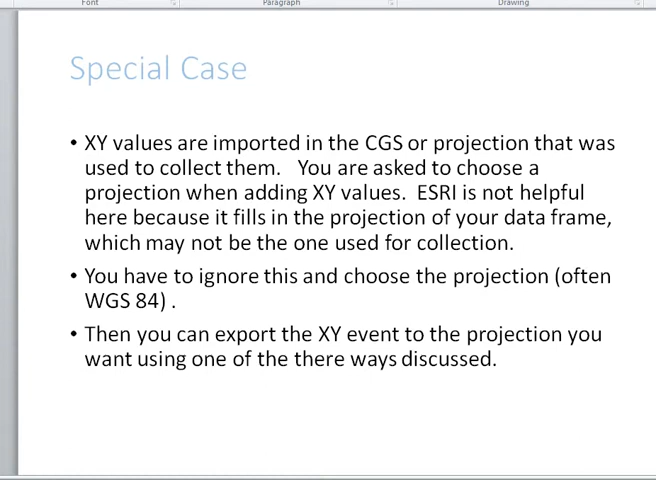 Font Paragraph Drawing
Special Case
• XY values are imported in the CGS or projection that was
used to collect them. You are asked to choose a
projection when adding XY values. ESRI is not helpful
here because it fills in the projection of your data frame,
which may not be the one used for collection.
• You have to ignore this and choose the projection (often
WGS 84) .
• Then you can export the XY event to the projection you
want using one of the there ways discussed.